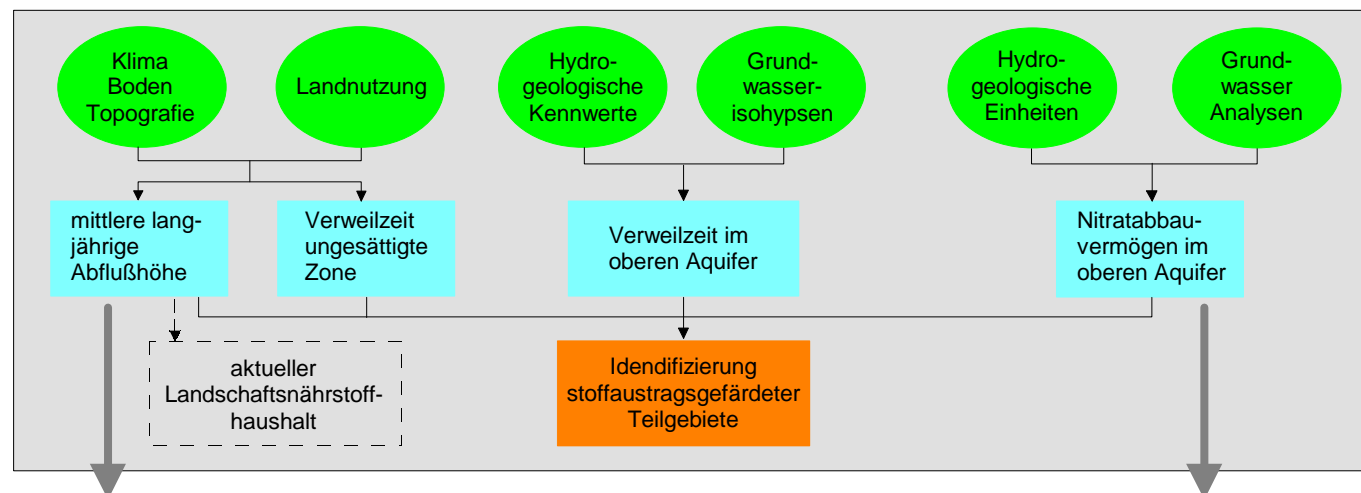 Klima
Boden
Topografie
Landnutzung
Hydro-
geologische
Kennwerte
Grund-
wasser-
isohypsen
Hydro-
geologische
Einheiten
Grund-
wasser
Analysen
mittlere lang-
jährige
Abflußhöhe
Verweilzeit
ungesättigte
Zone
Verweilzeit im
oberen Aquifer
Nitratabbau-
vermögen im
oberen Aquifer
aktueller
Landschaftsnährstoff-
haushalt
Idendifizierung
stoffaustragsgefärdeter
Teilgebiete